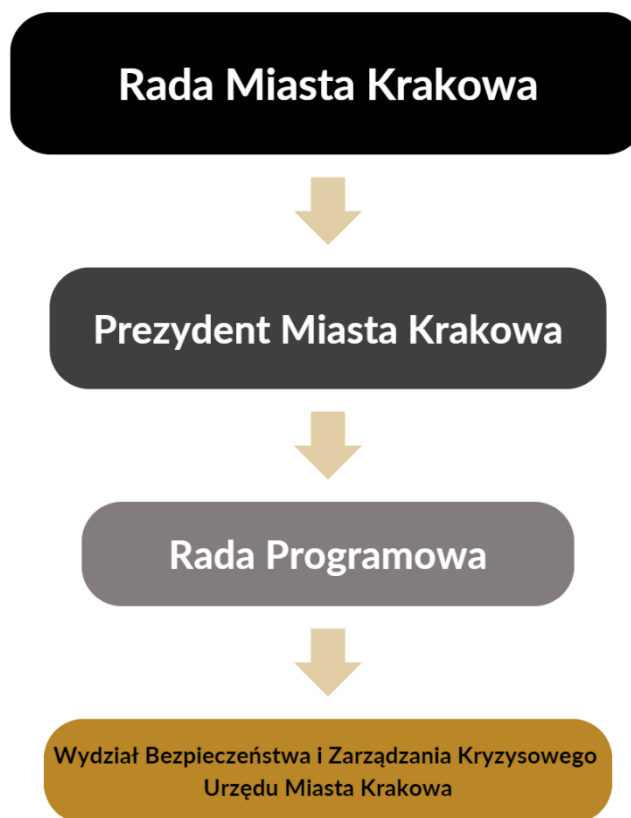 Rada Miasta Krakowa
Prezydent Miasta Krakowa
Rada Programowa
Wydział Bezpieczeństwa i Zarządzania Kryzysowego
Urzędu Miasta Krakowa